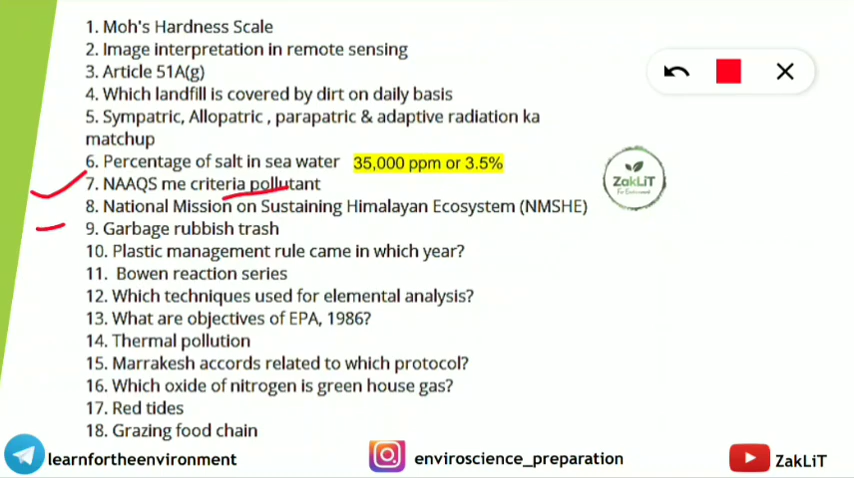 1. Moh's Hardness Scale
2. Image interpretation in remote sensing
3. Article 51A(g)
4. Which landfill is covered by dirt on daily basis
5. Sympatric, Allopatric , parapatric & adaptive radiation ka
matchup
6. Percentage of salt in sea water 35,000 ppm or 3.5%
7. NAAQS me criteria pollutant
8. National Mission on Sustaining Himalayan Ecosystem (NMSHE)
9. Garbage rubbish trash
10. Plastic management rule came in which year?
11. Bowen reaction series
12. Which techniques used for elemental analysis?
13. What are objectives of EPA, 1986?
14. Thermal pollution
15. Marrakesh accords related to which protocol?
16. Which oxide of nitrogen is green house gas?
17. Red tides
18. Grazing food chain
ZakLiT
For Environment
learnfortheenvironment
enviroscience_preparation
ZakLiT